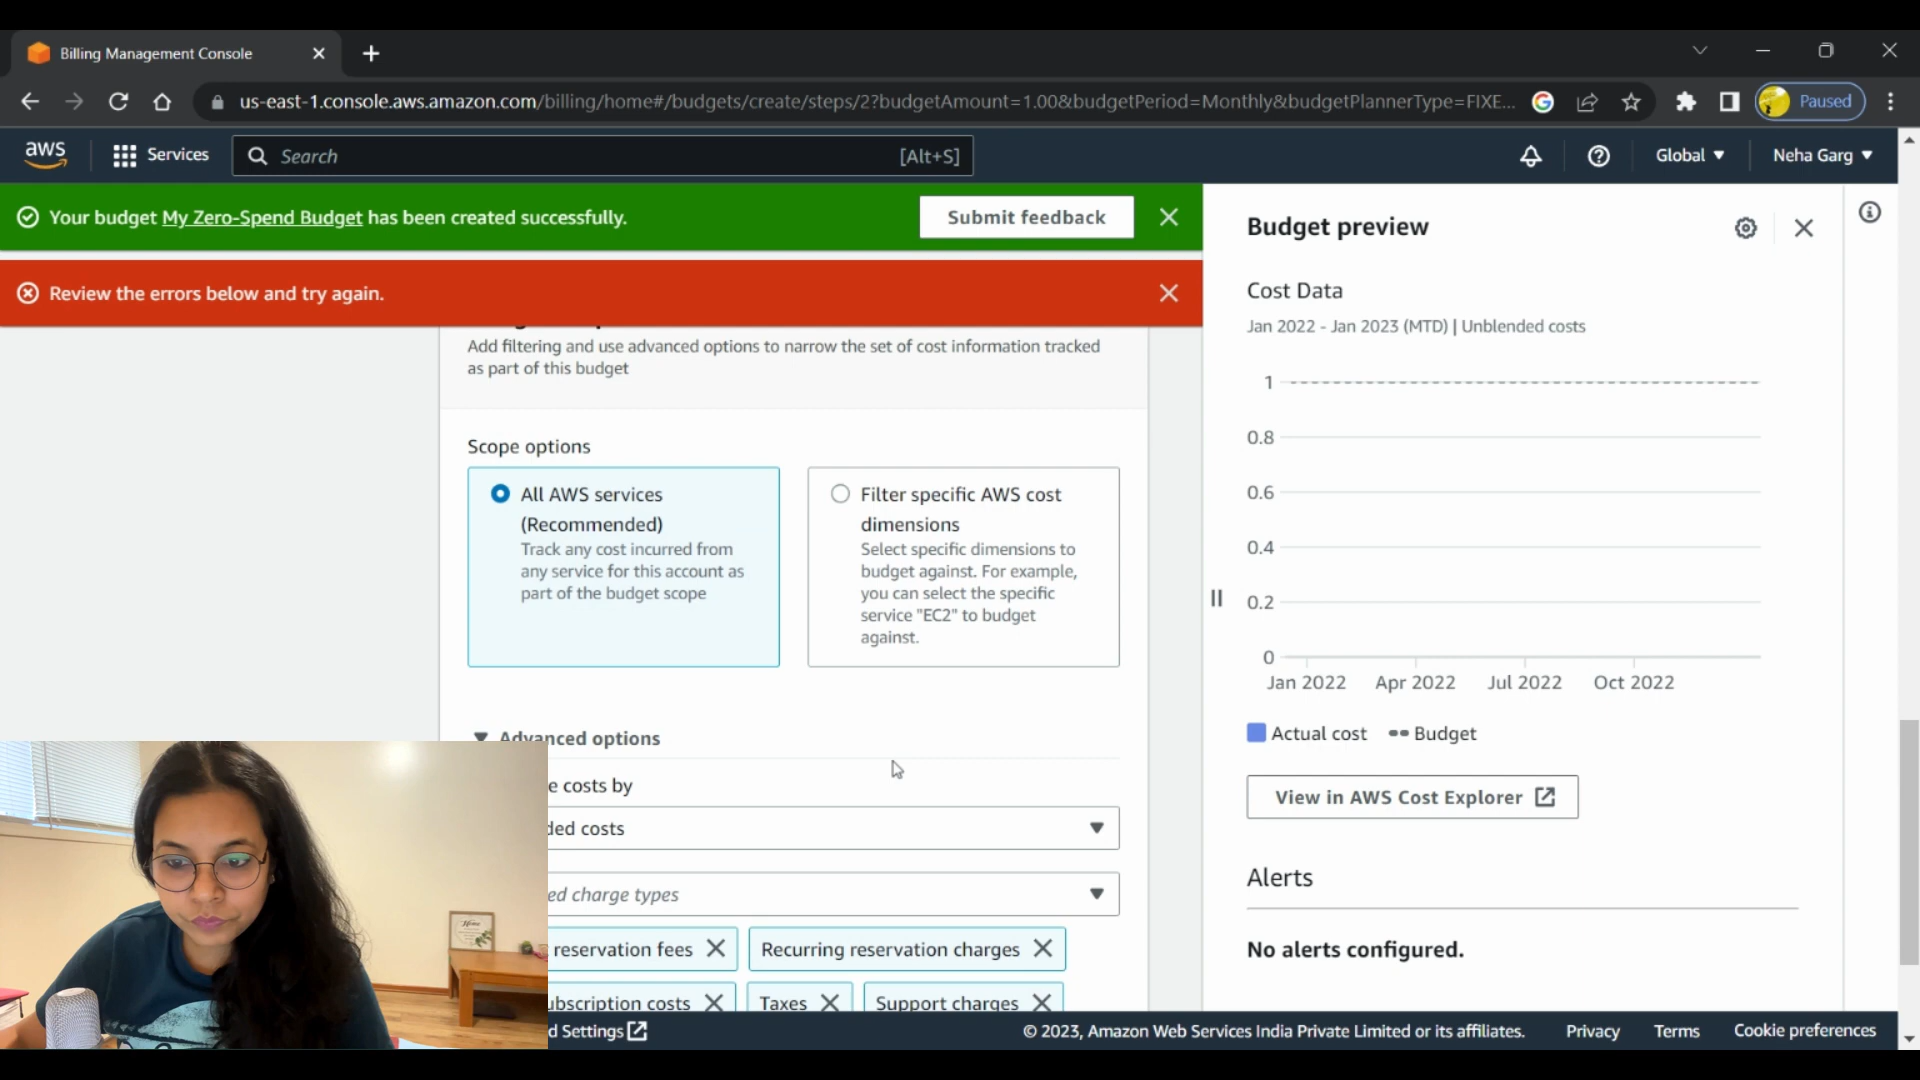 Billing Management Console
us-east-1.console.aws.amazon.com/billing/home#/budgets/create/steps/2?budgetAmount=1.00&budgetPeriod=Monthly&budgetPlannerType=FIXE...
Paused
aws
Services
Search
[Alt+S]
Global
Neha Garg
Your budget My Zero-Spend Budget has been created successfully.
Submit feedback
Review the errors below and try again.
Add filtering and use advanced options to narrow the set of cost information tracked
as part of this budget
Scope options
All AWS services
(Recommended)
Track any cost incurred from
any service for this account as
part of the budget scope
Filter specific AWS cost
dimensions
Select specific dimensions to
budget against. For example,
you can select the specific
service "EC2" to budget
against.
Advanced options
costs by
costs
charge types
reservation fees
Recurring reservation charges
costs
Taxes
Support charges
Budget preview
Cost Data
Jan 2022 - Jan 2023 (MTD) | Unblended costs
1
0.8
0.6
0.4
0.2
0
Jan 2022
Apr 2022
Jul 2022
Oct 2022
Actual cost
Budget
View in AWS Cost Explorer
Alerts
No alerts configured.
Settings
© 2023, Amazon Web Services India Private Limited or its affiliates.
Privacy
Terms
Cookie preferences